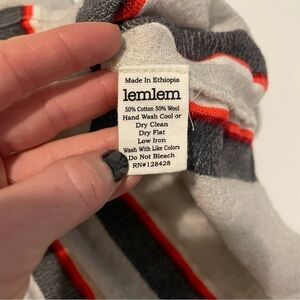 Made In Ethiopia
lemlem
50% Cotton 50% Wool
Hand Wash Cool or
Dry Clean
Dry Flat
Low Iron
Wash With Like Colors
Do Not Bleach
RN#128428